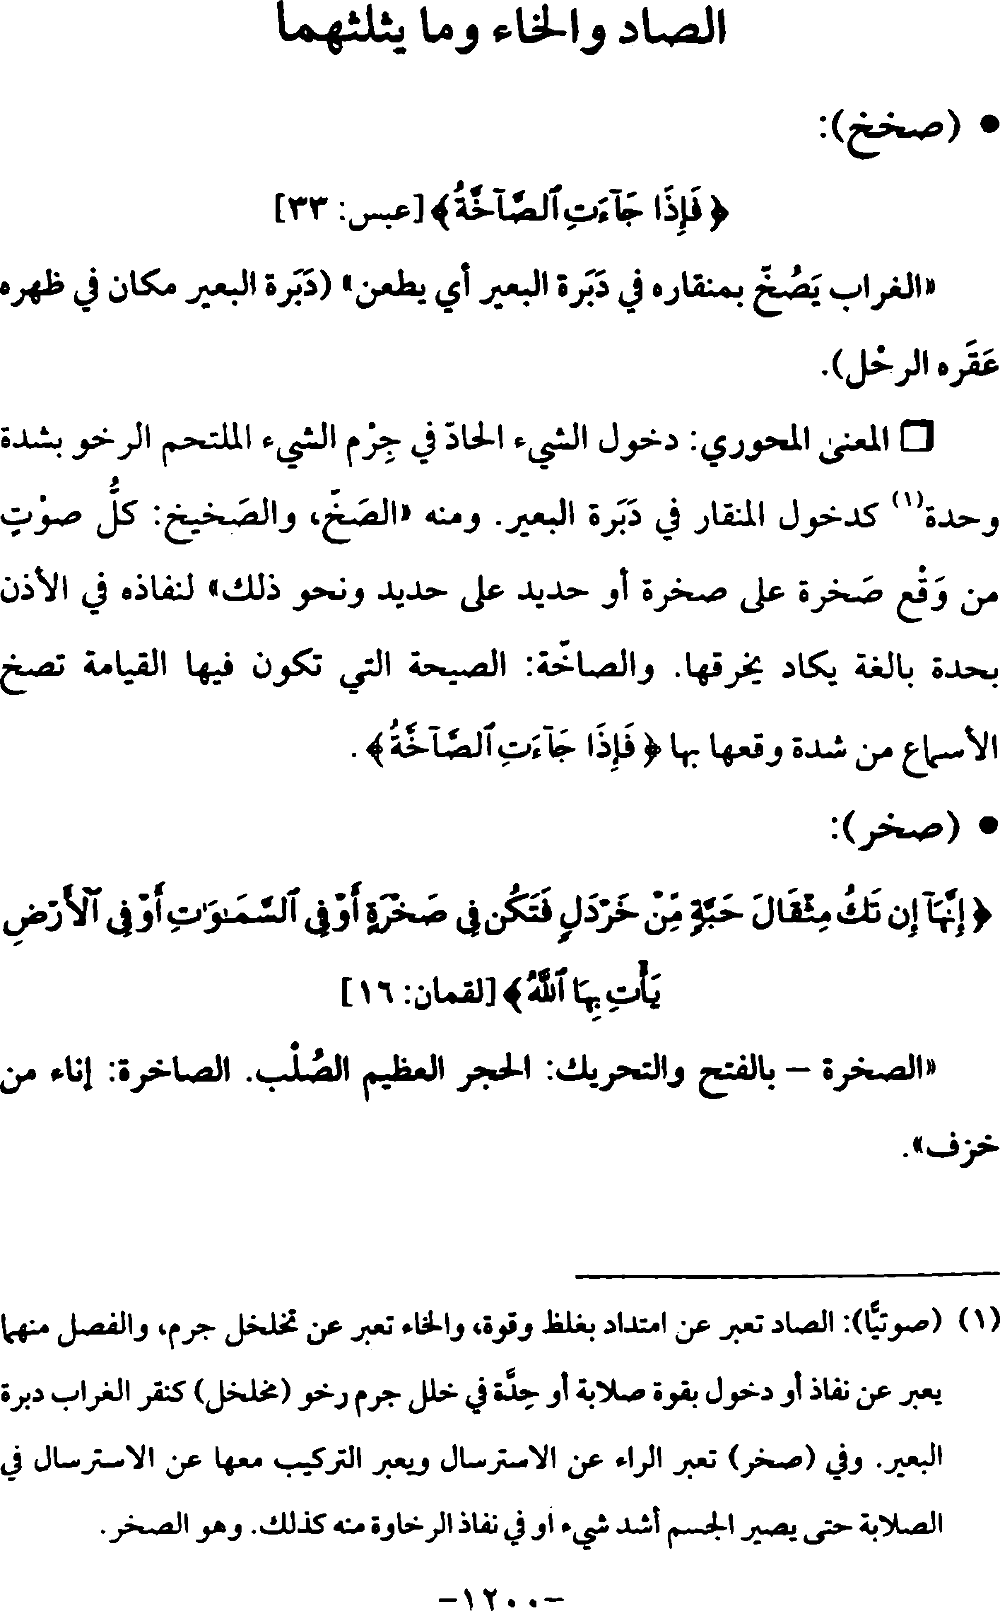 الصاد والخاء وما يثلثهما
• (صخخ):
﴿ فَإِذَا جَآءَتِ ٱلصَّآخَّةُ ﴾ [عبس: ٣٣]
«الغراب يَصُخّ بمنقاره في دَبَرة البعير أي يطعن» (دَبَرة البعير مكان في ظهره
عَقَره الرحْل).
❒ المعنى المحوري: دخول الشيء الحادّ في جِرْم الشيء الملتحم الرخو بشدة
وحدة(١) كدخول المنقار في دَبَرة البعير. ومنه «الصَخّ، والصَخيخ: كلُّ صوْتٍ
من وَقْع صَخرة على صخرة أو حديد على حديد ونحو ذلك» لنفاذه في الأذن
بحدة بالغة يكاد يخرقها. والصاخّة: الصيحة التي تكون فيها القيامة تصخ
الأسماع من شدة وقعها بها ﴿ فَإِذَا جَآءَتِ ٱلصَّآخَّةُ ﴾ .
• (صخر):
﴿ إِنَّهَآ إِن تَكُ مِثْقَالَ حَبَّةٍ مِّنْ خَرْدَلٍ فَتَكُن فِى صَخْرَةٍ أَوْ فِى ٱلسَّمَٰوَٰتِ أَوْ فِى ٱلْأَرْضِ
يَأْتِ بِهَا ٱللَّهُ ﴾ [لقمان: ١٦]
«الصخرة – بالفتح والتحريك: الحجر العظيم الصُلْب. الصاخرة: إناء من
خزف».
(١) (صوتيًّا): الصاد تعبر عن امتداد بغلظ وقوة، والخاء تعبر عن تخلخل جرم، والفصل منهما
يعبر عن نفاذ أو دخول بقوة صلابة أو حِدَّة في خلل جرم رخو (مخلخل) كنقر الغراب دبرة
البعير. وفي (صخر) تعبر الراء عن الاسترسال ويعبر التركيب معها عن الاسترسال في
الصلابة حتى يصير الجسم أشد شيء أو في نفاذ الرخاوة منه كذلك. وهو الصخر.
-١٢٠٠-